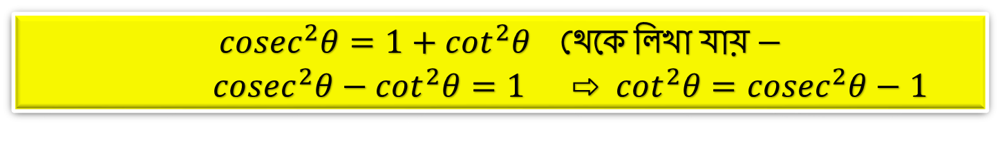 cosec²θ = 1 + cot²θ থেকে লিখা যায় –
cosec²θ − cot²θ = 1 ⇨ cot²θ = cosec²θ − 1